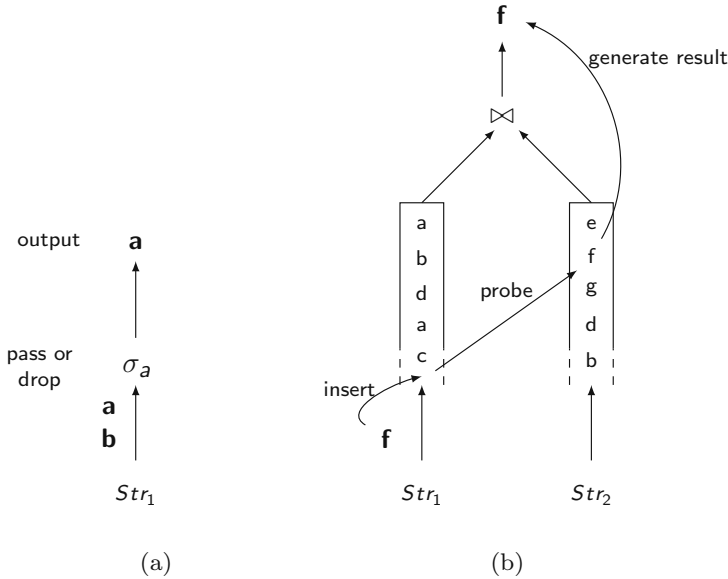 output
a
pass or
drop
σa
a
b
Str1
(a)
f
generate result
⋈
a
b
d
a
c
e
f
g
d
b
probe
insert
f
Str1
Str2
(b)